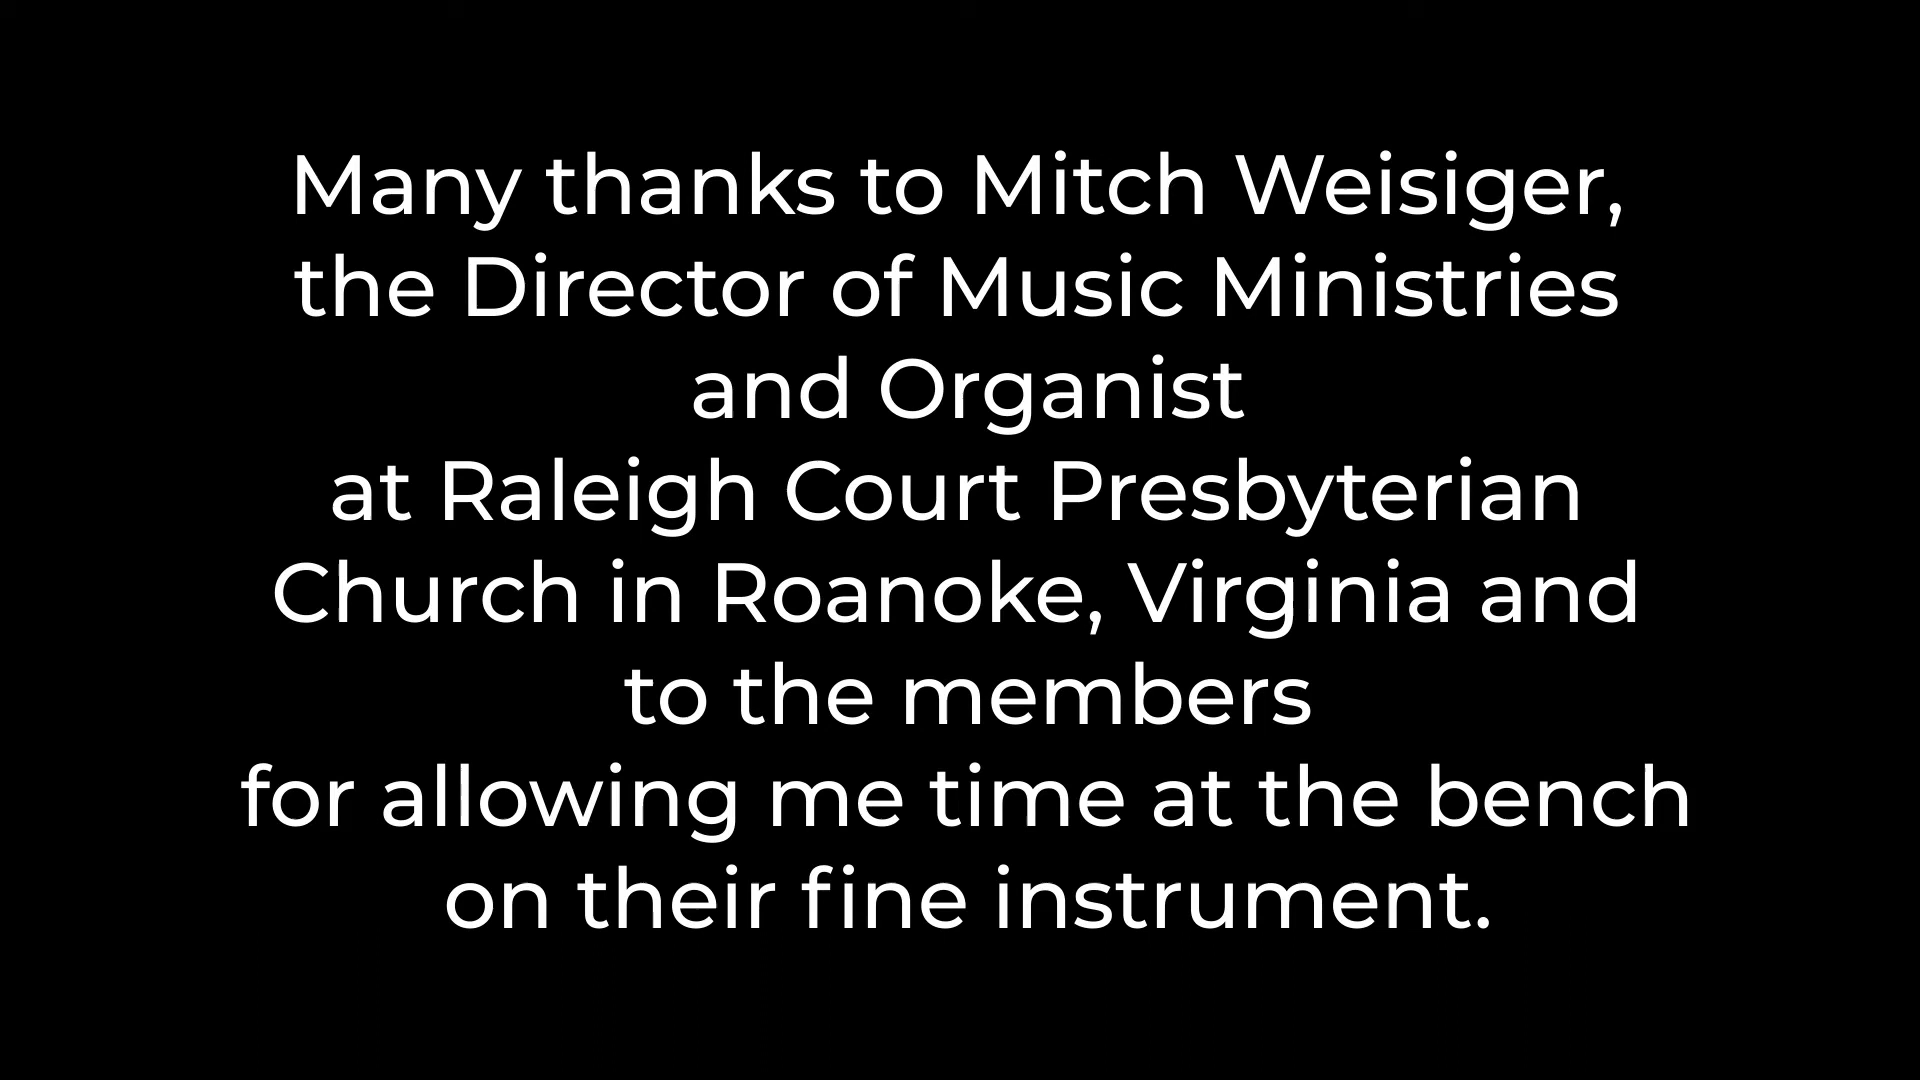 Many thanks to Mitch Weisiger,
the Director of Music Ministries
and Organist
at Raleigh Court Presbyterian
Church in Roanoke, Virginia and
to the members
for allowing me time at the bench
on their fine instrument.